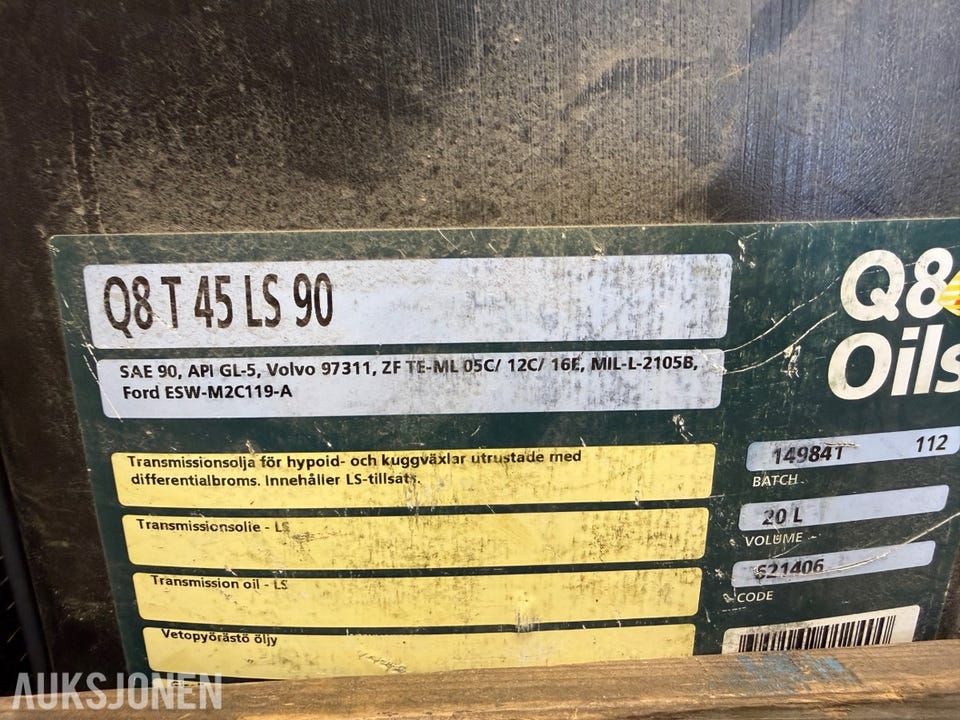 Q8 T 45 LS 90
SAE 90, API GL-5, Volvo 97311, ZF TE-ML 05C/ 12C/ 16E, MIL-L-2105B,
Ford ESW-M2C119-A
Transmissionsolja för hypoid- och kuggväxlar utrustade med
differentialbroms. Innehåller LS-tillsats.
Transmissionsolie - LS
Transmission oil - LS
Vetopyörästö öljy
Q8
Oils
149841 112
BATCH
20 L
VOLUME
621406
CODE
AUKSJONEN